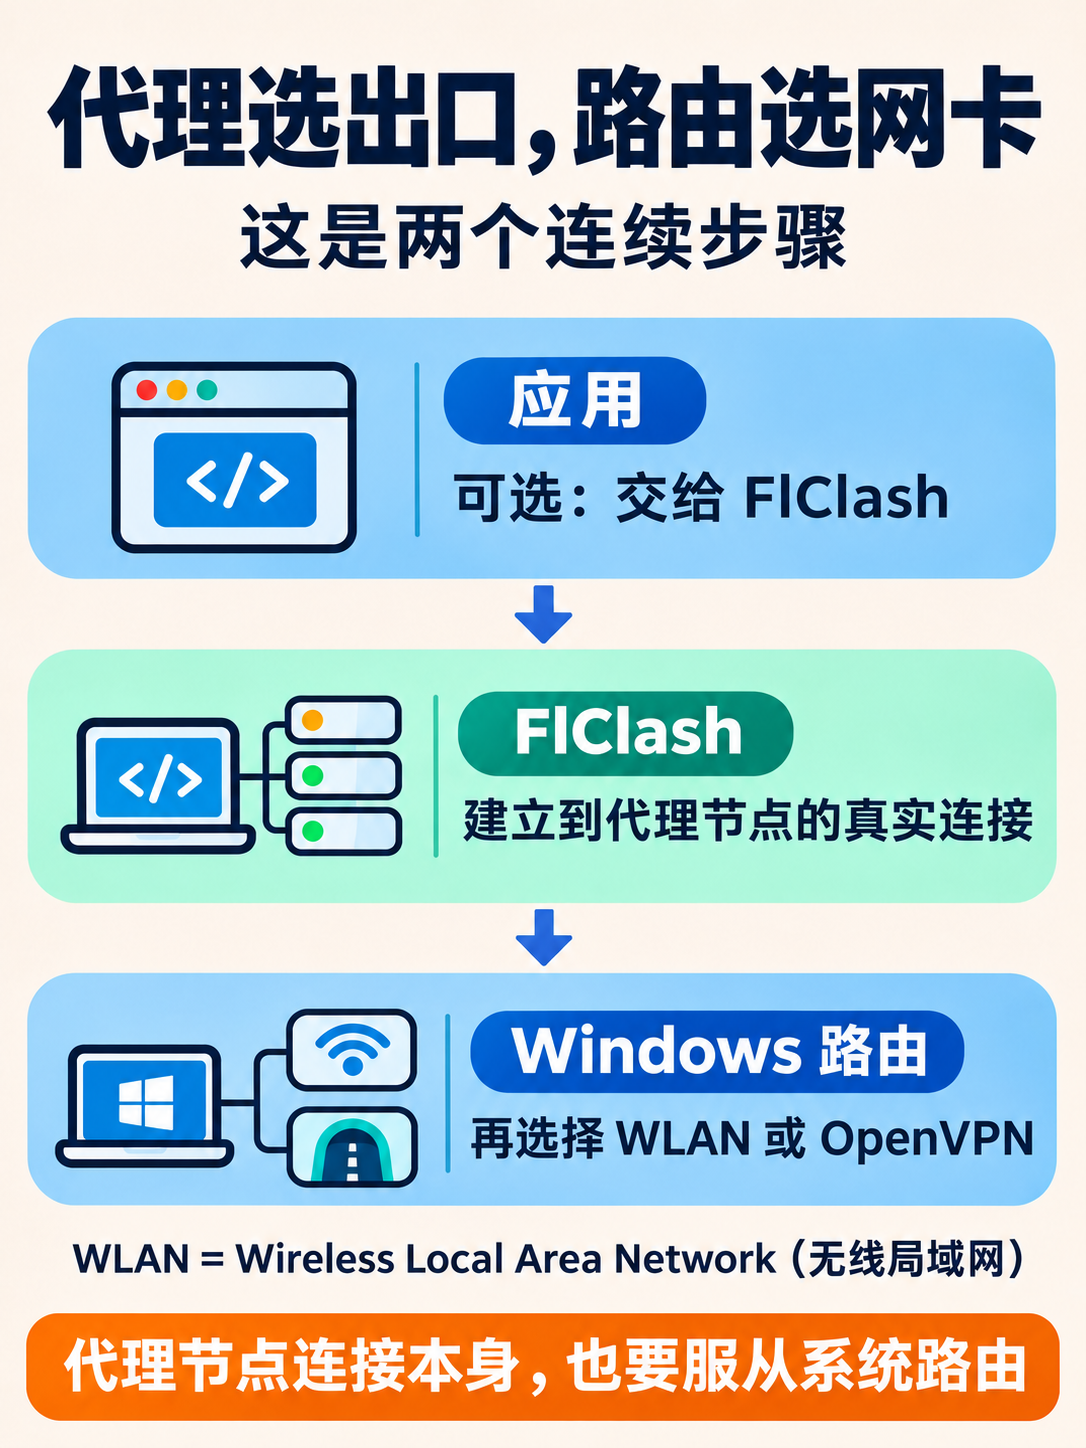 代理选出口，路由选网卡
这是两个连续步骤
</>
应用
可选：交给 FlClash
</>
FlClash
建立到代理节点的真实连接
Windows 路由
再选择 WLAN 或 OpenVPN
WLAN = Wireless Local Area Network（无线局域网）
代理节点连接本身，也要服从系统路由